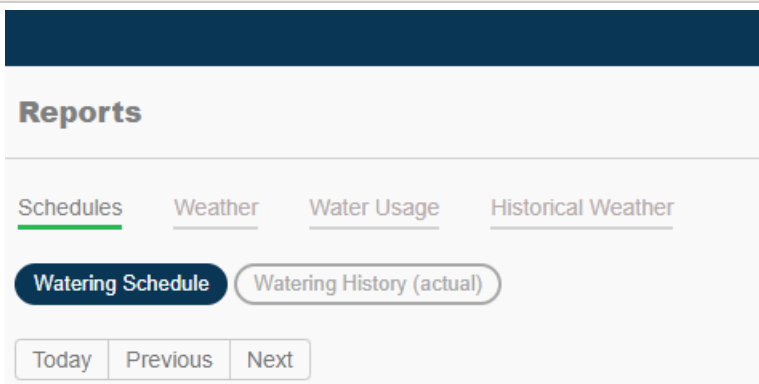 Reports
Schedules Weather Water Usage Historical Weather
Watering Schedule Watering History (actual)
Today Previous Next